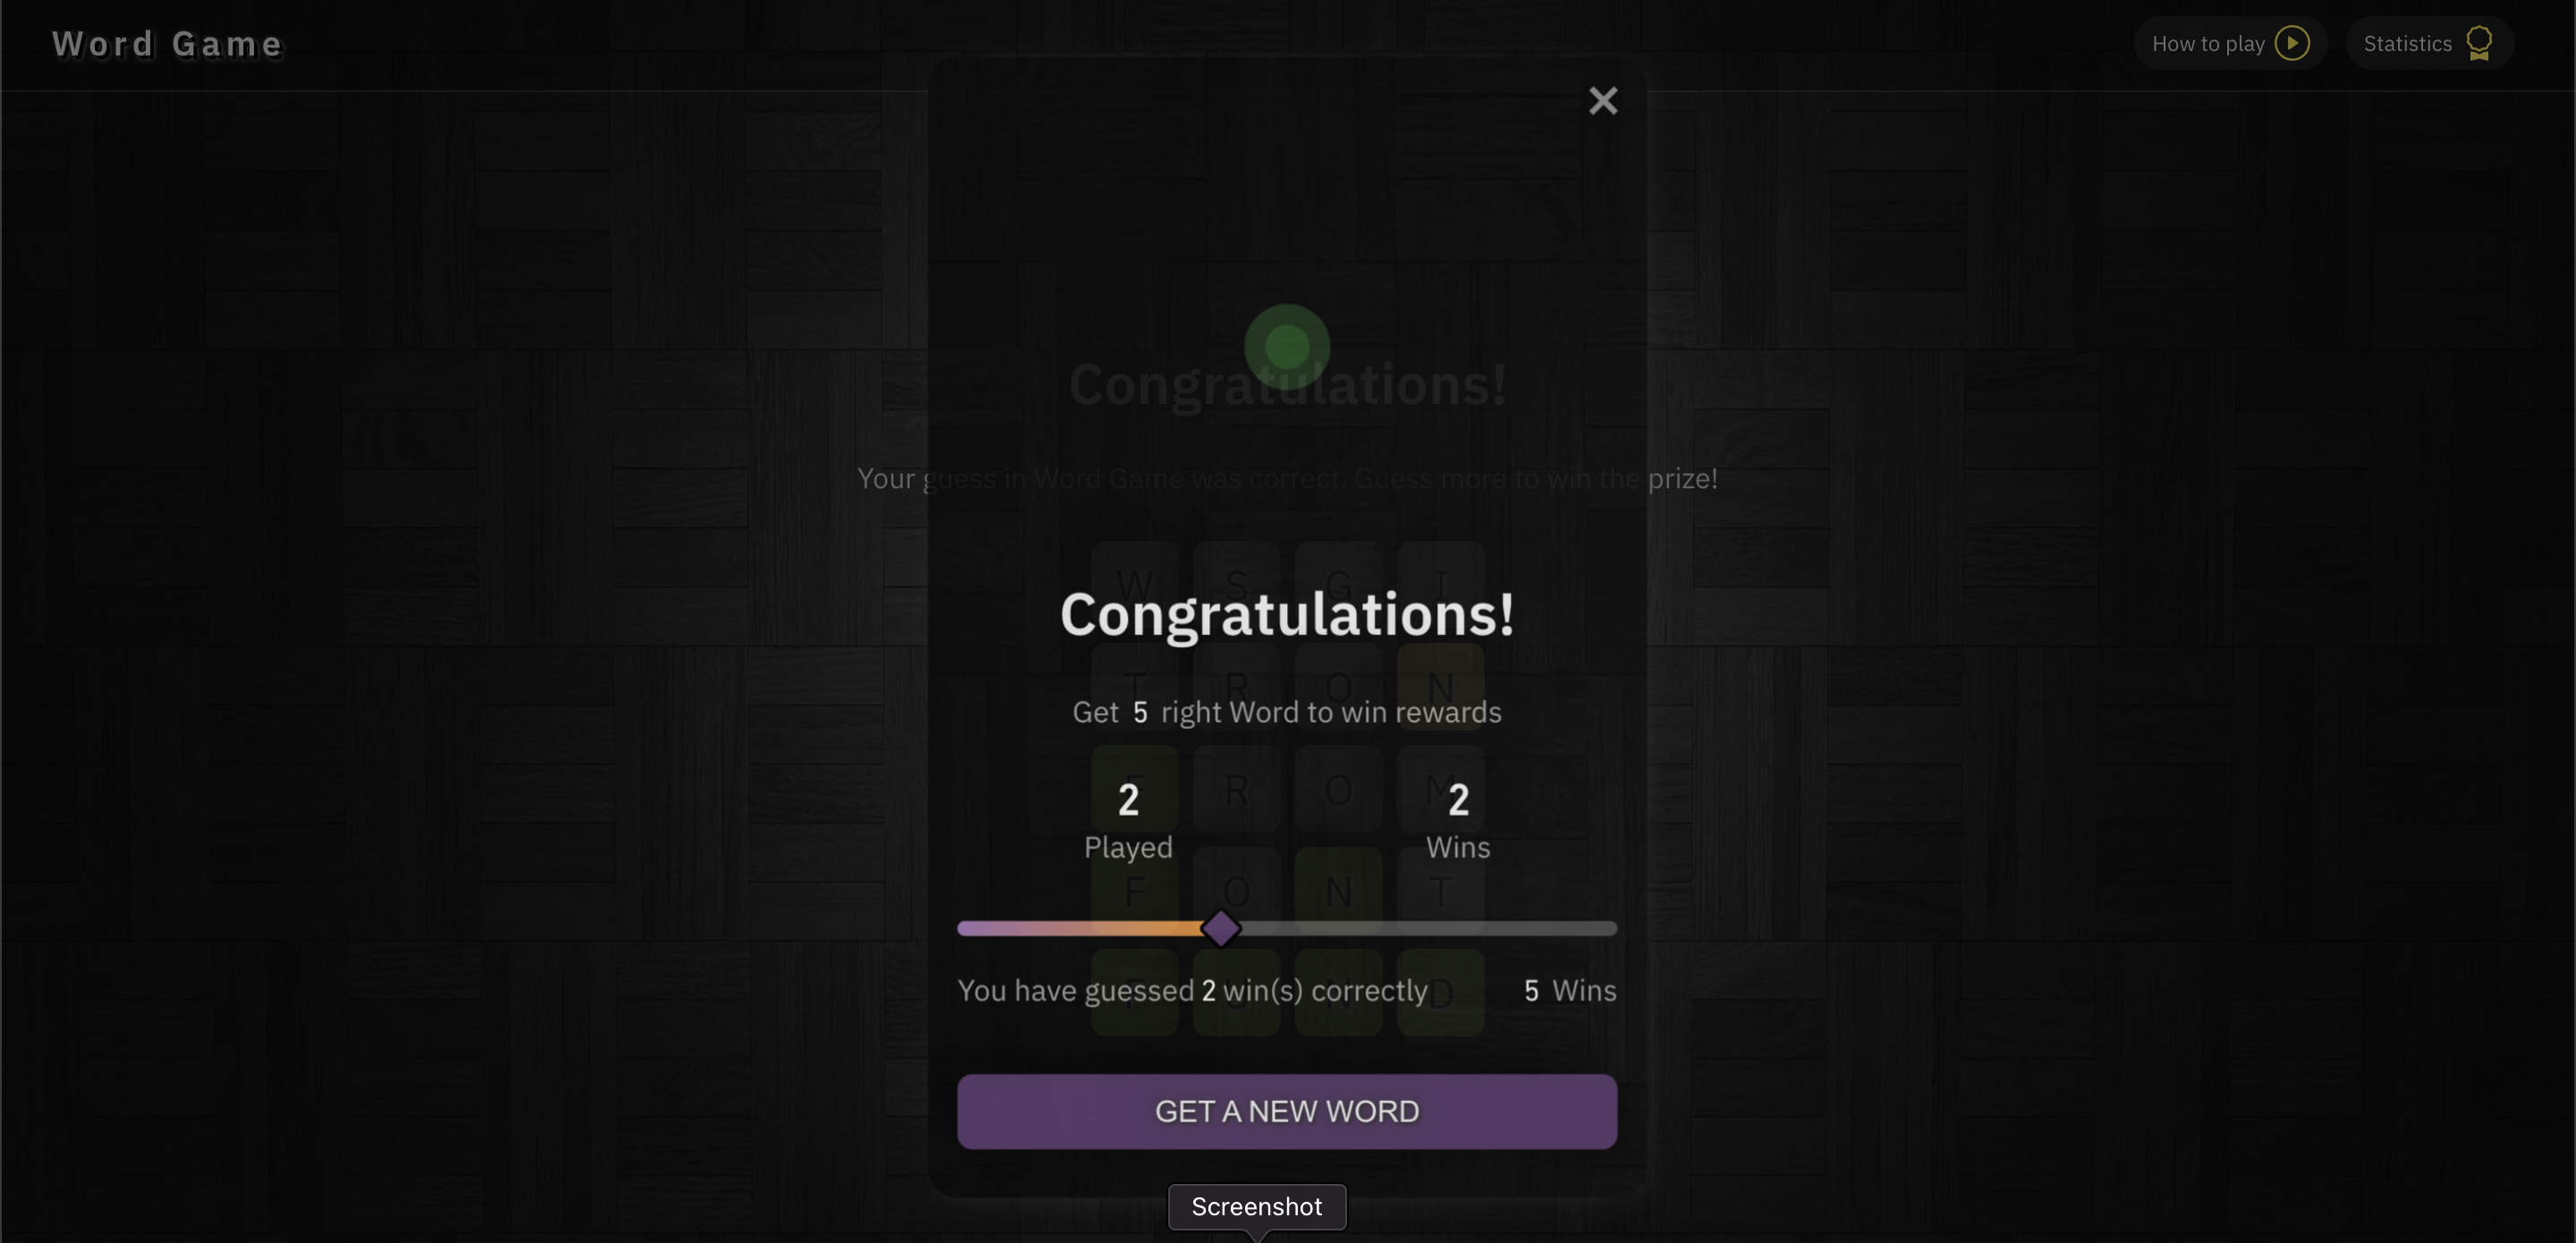 Word Game
How to play
Statistics
Congratulations!
Your guess in Word Game was correct. Guess more to win the prize!
W S G I
Congratulations!
T R O N
Get 5 right Word to win rewards
F R O M
2 2
Played Wins
F O N T
You have guessed 2 win(s) correctly 5 Wins
F U N D
GET A NEW WORD
Screenshot